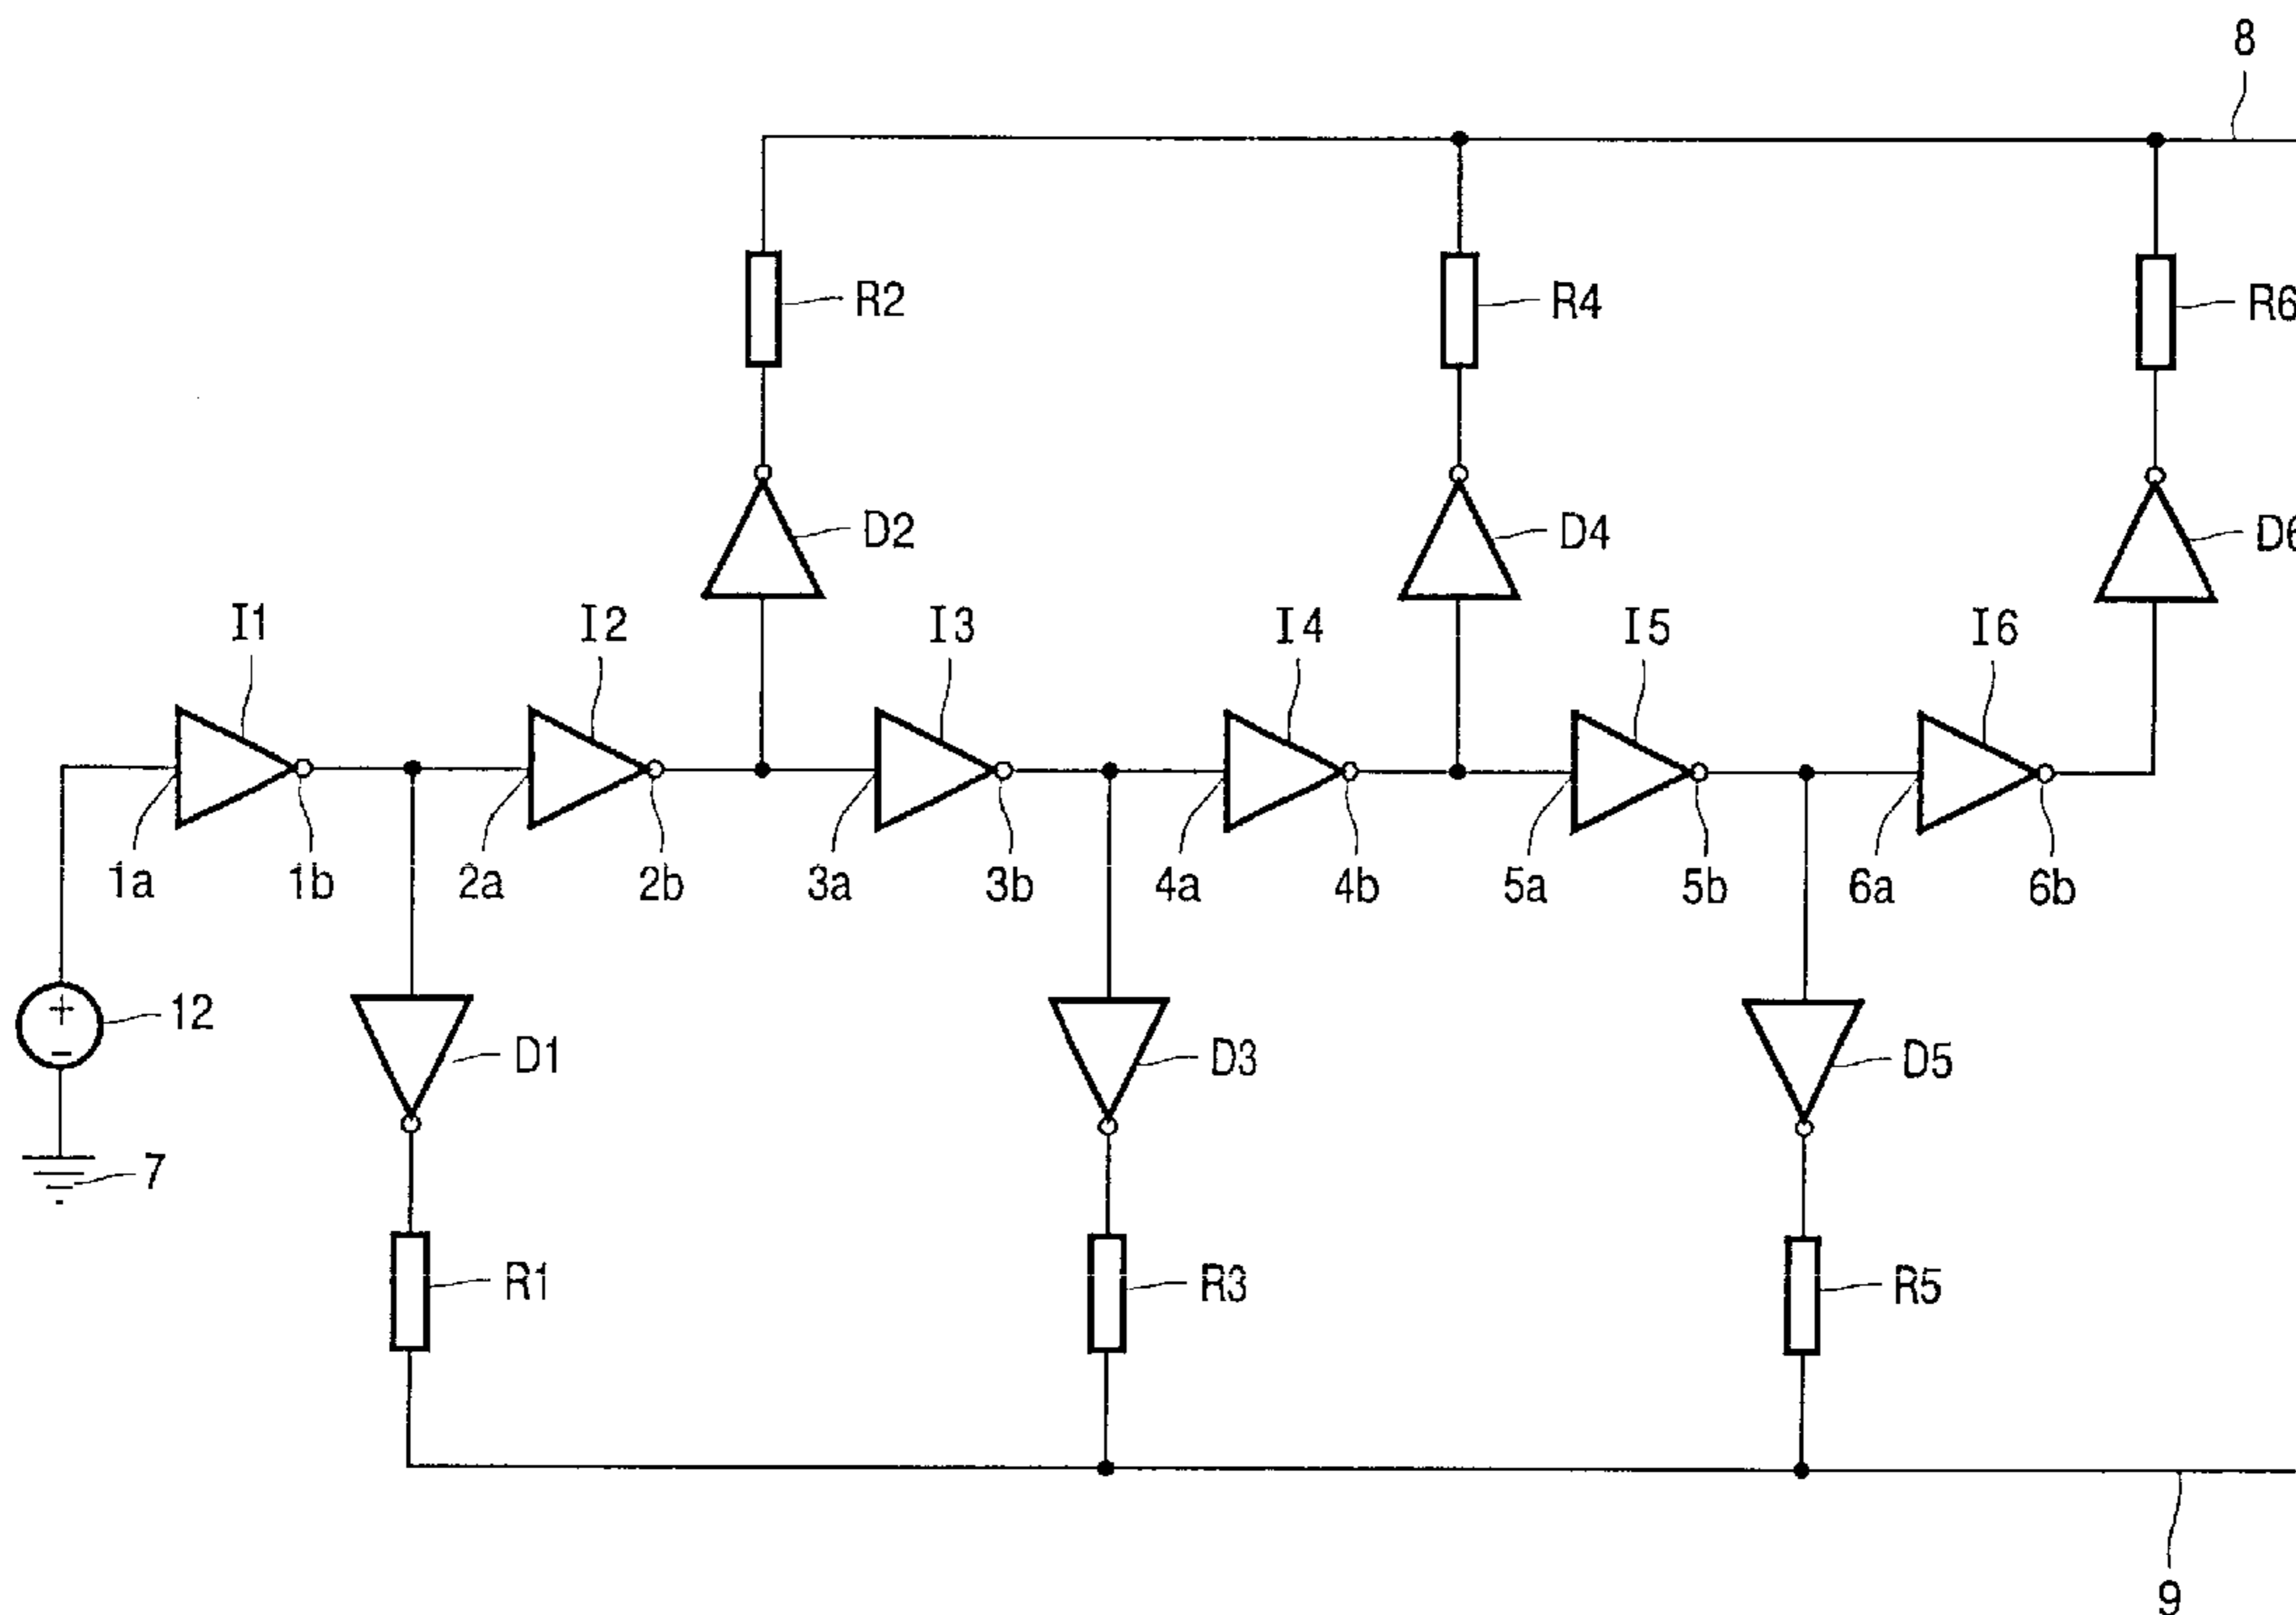 8
R2
R4
R6
D2
D4
D6
I1
I2
I3
I4
I5
I6
1a
1b
2a
2b
3a
3b
4a
4b
5a
5b
6a
6b
+
12
-
D1
D3
D5
7
R1
R3
R5
9